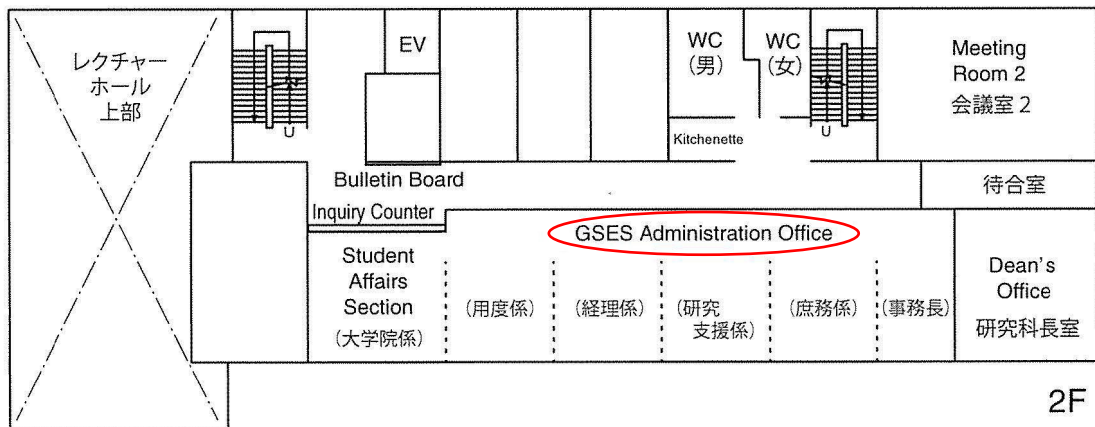 レクチャー
ホール
上部
U
EV
WC
(男)
WC
(女)
U
Meeting
Room 2
会議室 2
Kitchenette
Bulletin Board
待合室
Inquiry Counter
GSES Administration Office
Student
Affairs
Section
(大学院係)
(用度係)
(経理係)
(研究
支援係)
(庶務係)
(事務長)
Dean's
Office
研究科長室
2F